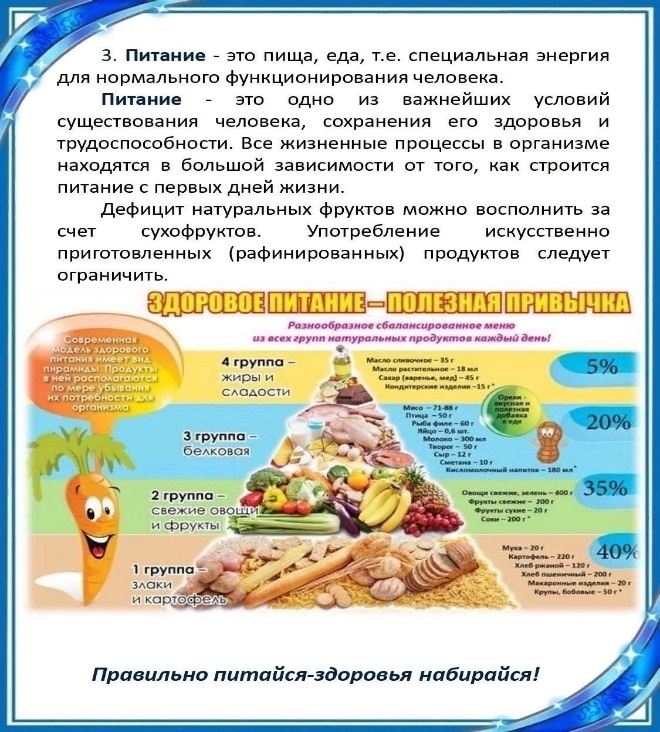 3. Питание - это пища, еда, т.е. специальная энергия
для нормального функционирования человека.
Питание - это одно из важнейших условий
существования человека, сохранения его здоровья и
трудоспособности. Все жизненные процессы в организме
находятся в большой зависимости от того, как строится
питание с первых дней жизни.
Дефицит натуральных фруктов можно восполнить за
счет сухофруктов. Употребление искусственно
приготовленных (рафинированных) продуктов следует
ограничить.
ЗДОРОВОЕ ПИТАНИЕ – ПОЛЕЗНАЯ ПРИВЫЧКА
Разнообразное сбалансированное меню
из всех групп натуральных продуктов каждый день!
Современная
модель здорового
питания имеет вид
пирамиды. Продукты
в ней располагаются
по мере убывания
их потребности для
организма
4 группа –
жиры и
сладости
Масло сливочное – 35 г
Масло растительное – 18 мл
Сахар (варенье, мед) – 45 г
Кондитерские изделия –15 г*
5%
3 группа –
белковая
Мясо – 71-88 г
Птица – 50 г
Рыба филе – 60 г
Яйцо – 0,6 шт.
Молоко – 300 мл
Творог – 50 г
Сыр – 12 г
Сметана – 10 г
Кисломолочный напиток – 180 мл*
Орехи –
вкусная и
полезная
добавка
к еде
20%
2 группа –
свежие овощи
и фрукты
Овощи свежие, зелень – 400 г
Фрукты свежие – 200 г
Фрукты сухие – 20 г
Соки – 200 г*
35%
1 группа –
злаки
и картофель
Мука – 20 г
Картофель – 220 г
Хлеб ржаной – 120 г
Хлеб пшеничный – 200 г
Макаронные изделия – 20 г
Крупы, бобовые – 50 г*
40%
Правильно питайся-здоровья набирайся!